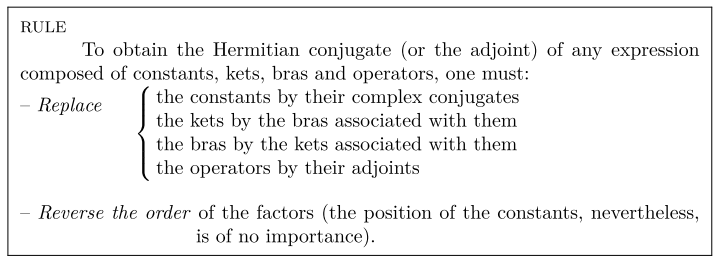 RULE
To obtain the Hermitian conjugate (or the adjoint) of any expression
composed of constants, kets, bras and operators, one must:
– Replace { the constants by their complex conjugates
the kets by the bras associated with them
the bras by the kets associated with them
the operators by their adjoints
– Reverse the order of the factors (the position of the constants, nevertheless,
is of no importance).